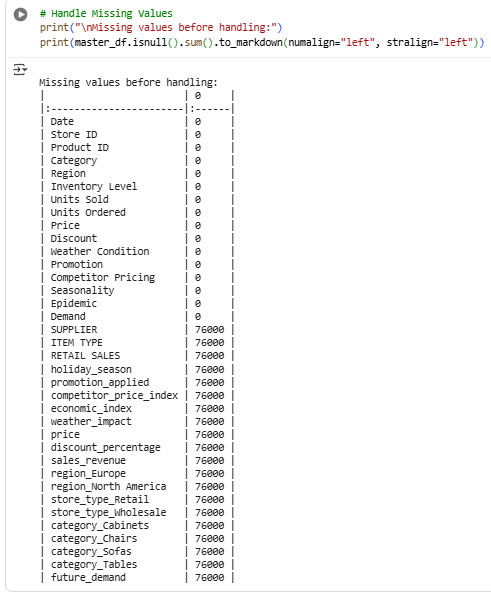 # Handle Missing Values
print("\nMissing values before handling:")
print(master_df.isnull().sum().to_markdown(numalign="left", stralign="left"))
Missing values before handling:
|                         | 0     |
|:------------------------|:------|
| Date                    | 0     |
| Store ID                | 0     |
| Product ID              | 0     |
| Category                | 0     |
| Region                  | 0     |
| Inventory Level         | 0     |
| Units Sold              | 0     |
| Units Ordered           | 0     |
| Price                   | 0     |
| Discount                | 0     |
| Weather Condition       | 0     |
| Promotion               | 0     |
| Competitor Pricing      | 0     |
| Seasonality             | 0     |
| Epidemic                | 0     |
| Demand                  | 0     |
| SUPPLIER                | 76000 |
| ITEM TYPE               | 76000 |
| RETAIL SALES            | 76000 |
| holiday_season          | 76000 |
| promotion_applied       | 76000 |
| competitor_price_index  | 76000 |
| economic_index          | 76000 |
| weather_impact          | 76000 |
| price                   | 76000 |
| discount_percentage     | 76000 |
| sales_revenue           | 76000 |
| region_Europe           | 76000 |
| region_North America    | 76000 |
| store_type_Retail       | 76000 |
| store_type_Wholesale    | 76000 |
| category_Cabinets       | 76000 |
| category_Chairs         | 76000 |
| category_Sofas          | 76000 |
| category_Tables         | 76000 |
| future_demand           | 76000 |